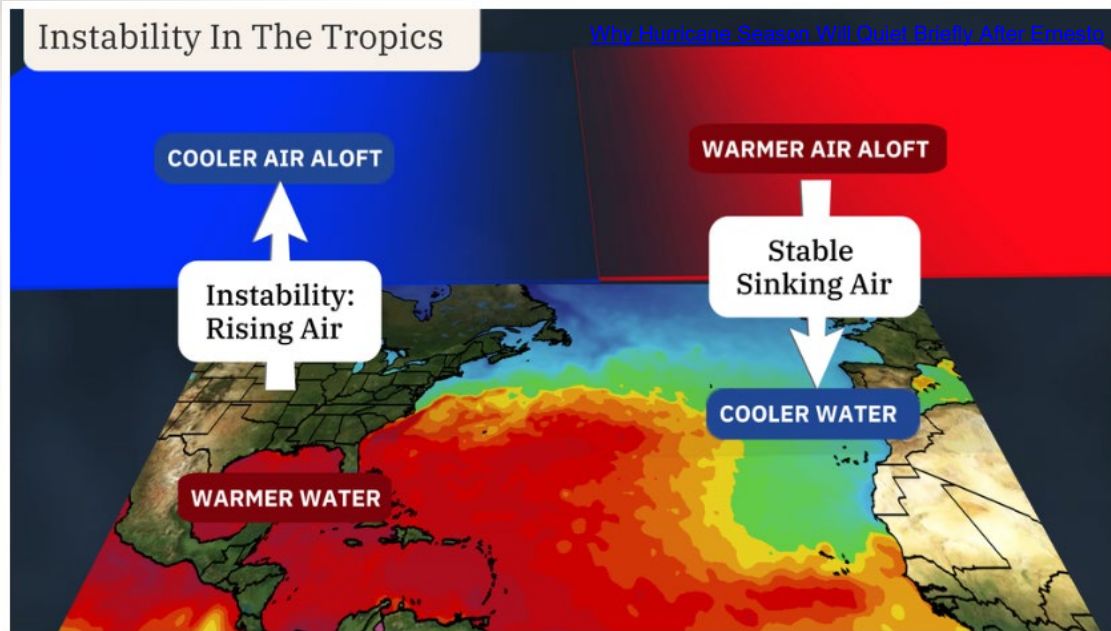 Instability In The Tropics
Why Hurricane Season Will Quiet Briefly After Ernesto
COOLER AIR ALOFT
WARMER AIR ALOFT
Instability:
Rising Air
Stable
Sinking Air
WARMER WATER
COOLER WATER